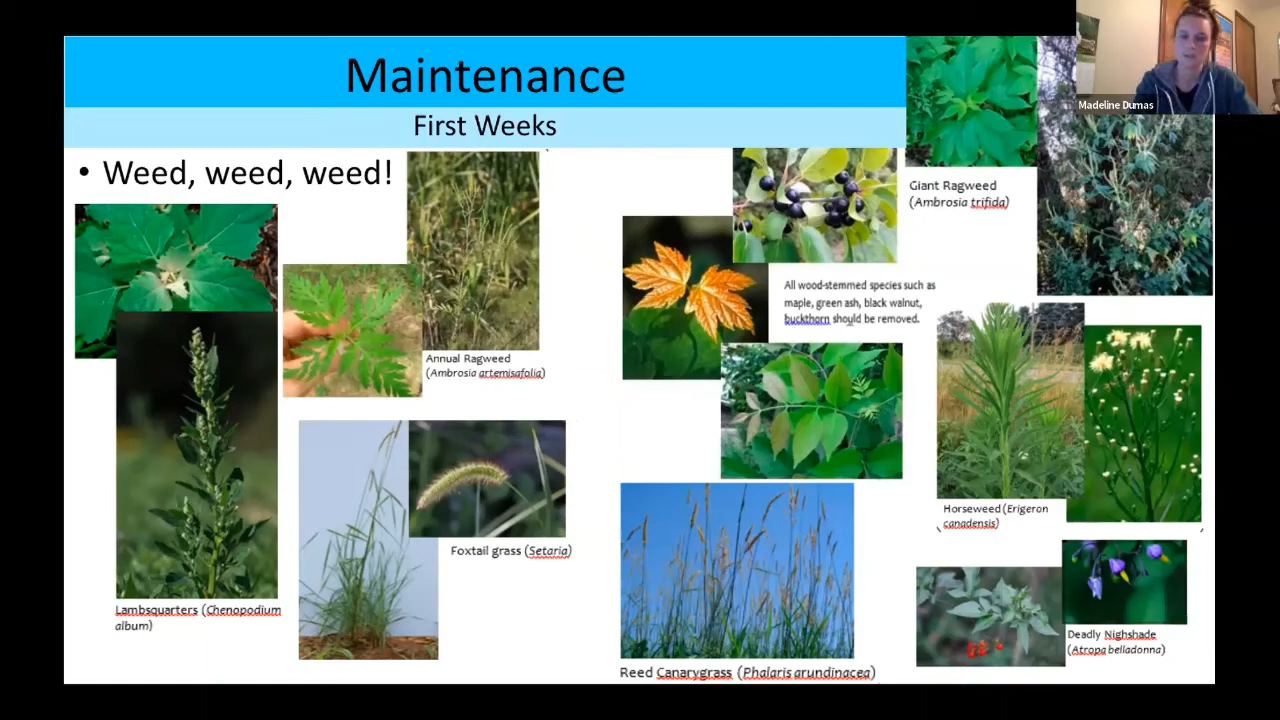 Maintenance
First Weeks
• Weed, weed, weed!
Madeline Dumas
Giant Ragweed
(Ambrosia trifida)
All wood-stemmed species such as
maple, green ash, black walnut,
buckthorn should be removed.
Annual Ragweed
(Ambrosia artemisafolia)
Horseweed (Erigeron
canadensis)
Foxtail grass (Setaria)
Lambsquarters (Chenopodium
album)
Deadly Nighshade
(Atropa belladonna)
Reed Canarygrass (Phalaris arundinacea)